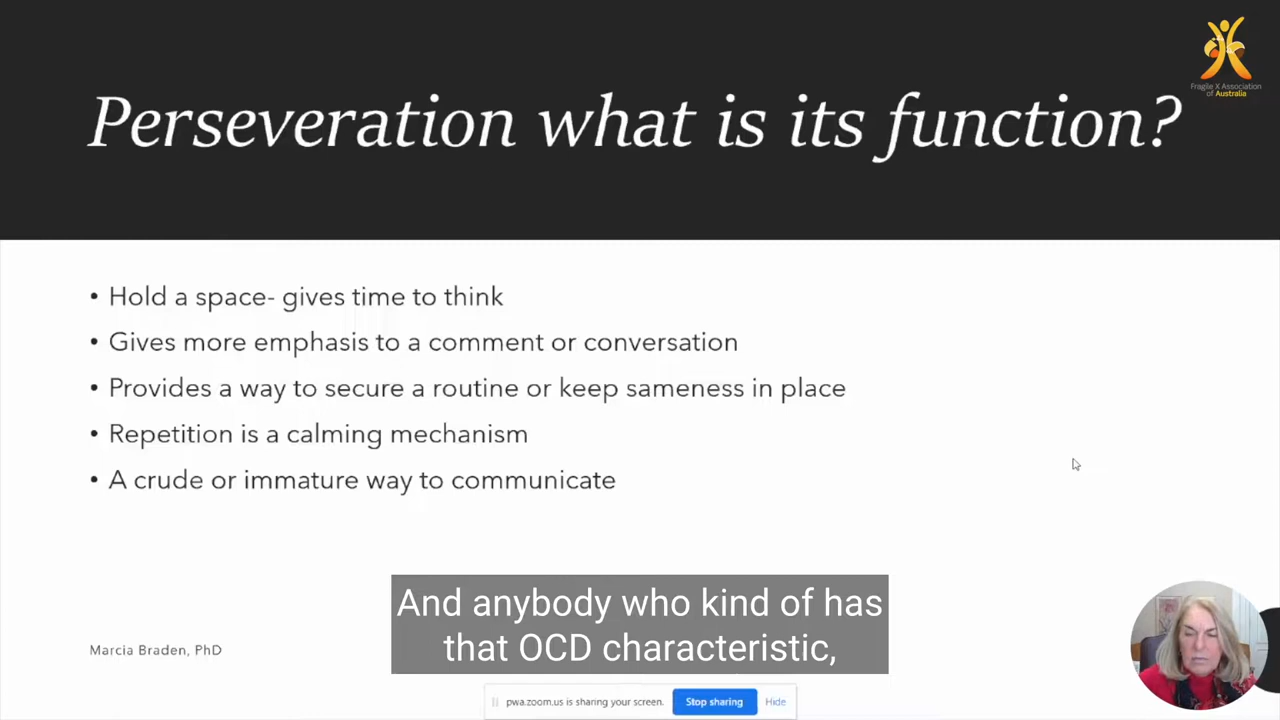 Fragile X Association
of Australia
Perseveration what is its function?
• Hold a space- gives time to think
• Gives more emphasis to a comment or conversation
• Provides a way to secure a routine or keep sameness in place
• Repetition is a calming mechanism
• A crude or immature way to communicate
And anybody who kind of has
that OCD characteristic,
Marcia Braden, PhD
pwa.zoom.us is sharing your screen. Stop sharing Hide